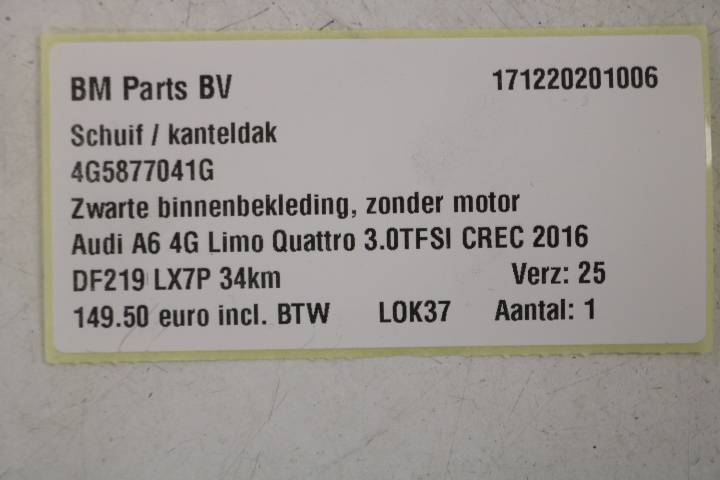 BM Parts BV 171220201006
Schuif / kanteldak
4G5877041G
Zwarte binnenbekleding, zonder motor
Audi A6 4G Limo Quattro 3.0TFSI CREC 2016
DF219 LX7P 34km Verz: 25
149.50 euro incl. BTW LOK37 Aantal: 1